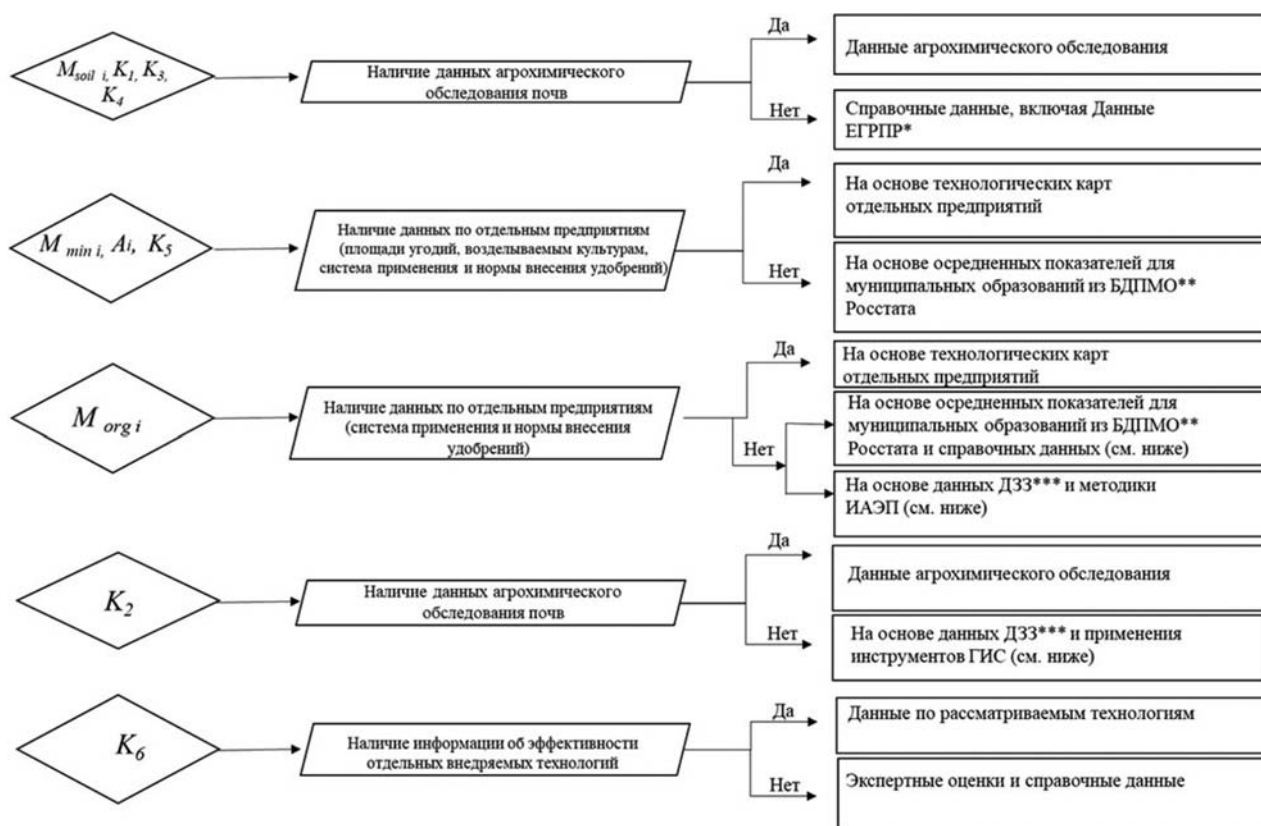 M soil i, K1, K3,
K4
Наличие данных агрохимического
обследования почв
Да
Данные агрохимического обследования
Нет
Справочные данные, включая Данные
ЕГРПР*
M min i, Ai, K5
Наличие данных по отдельным предприятиям
(площади угодий, возделываемым культурам,
система применения и нормы внесения удобрений)
Да
На основе технологических карт
отдельных предприятий
Нет
На основе осредненных показателей для
муниципальных образований из БДПМО**
Росстата
M org i
Наличие данных по отдельным предприятиям
(система применения и нормы внесения
удобрений)
Да
На основе технологических карт
отдельных предприятий
Нет
На основе осредненных показателей для
муниципальных образований из БДПМО**
Росстата и справочных данных (см. ниже)
На основе данных ДЗЗ*** и методики
ИАЭП (см. ниже)
K2
Наличие данных агрохимического
обследования почв
Да
Данные агрохимического обследования
Нет
На основе данных ДЗЗ*** и применения
инструментов ГИС (см. ниже)
K6
Наличие информации об эффективности
отдельных внедряемых технологий
Да
Данные по рассматриваемым технологиям
Нет
Экспертные оценки и справочные данные